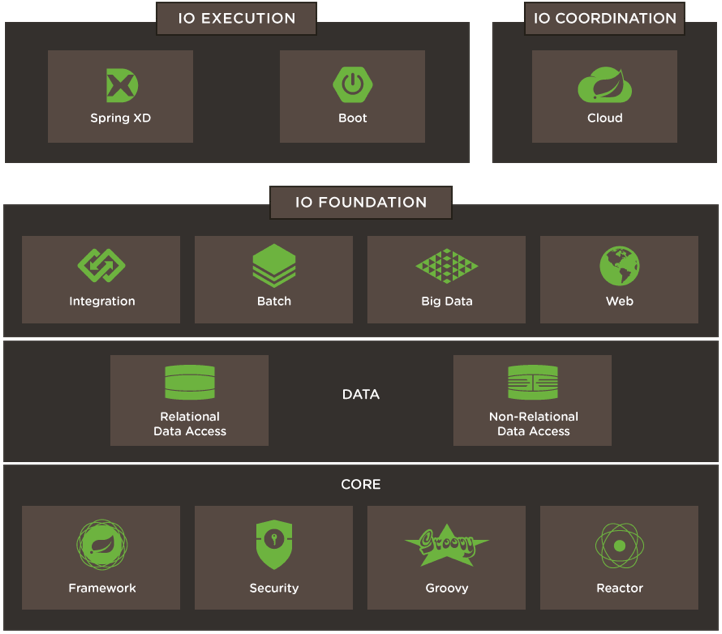 IO EXECUTION
IO COORDINATION
Spring XD
Boot
Cloud
IO FOUNDATION
Integration
Batch
Big Data
Web
Relational
Data Access
DATA
Non-Relational
Data Access
CORE
Groovy
Framework
Security
Groovy
Reactor